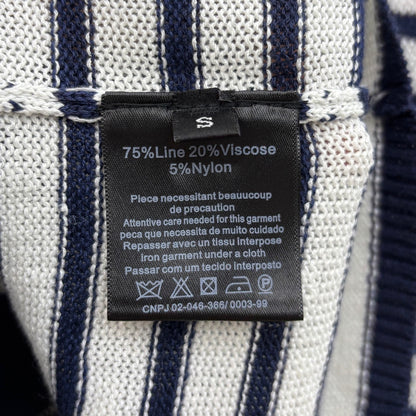 S
75%Line 20%Viscose
5%Nylon
Piece necessitant beauucoup
de precaution
Attentive care needed for this garment
peca que necessita de muito cuidado
Repasser avec un tissu interpose
Iron garment under a cloth
Passar com um tecido interposto
CNPJ 02-046-366/ 0003-99